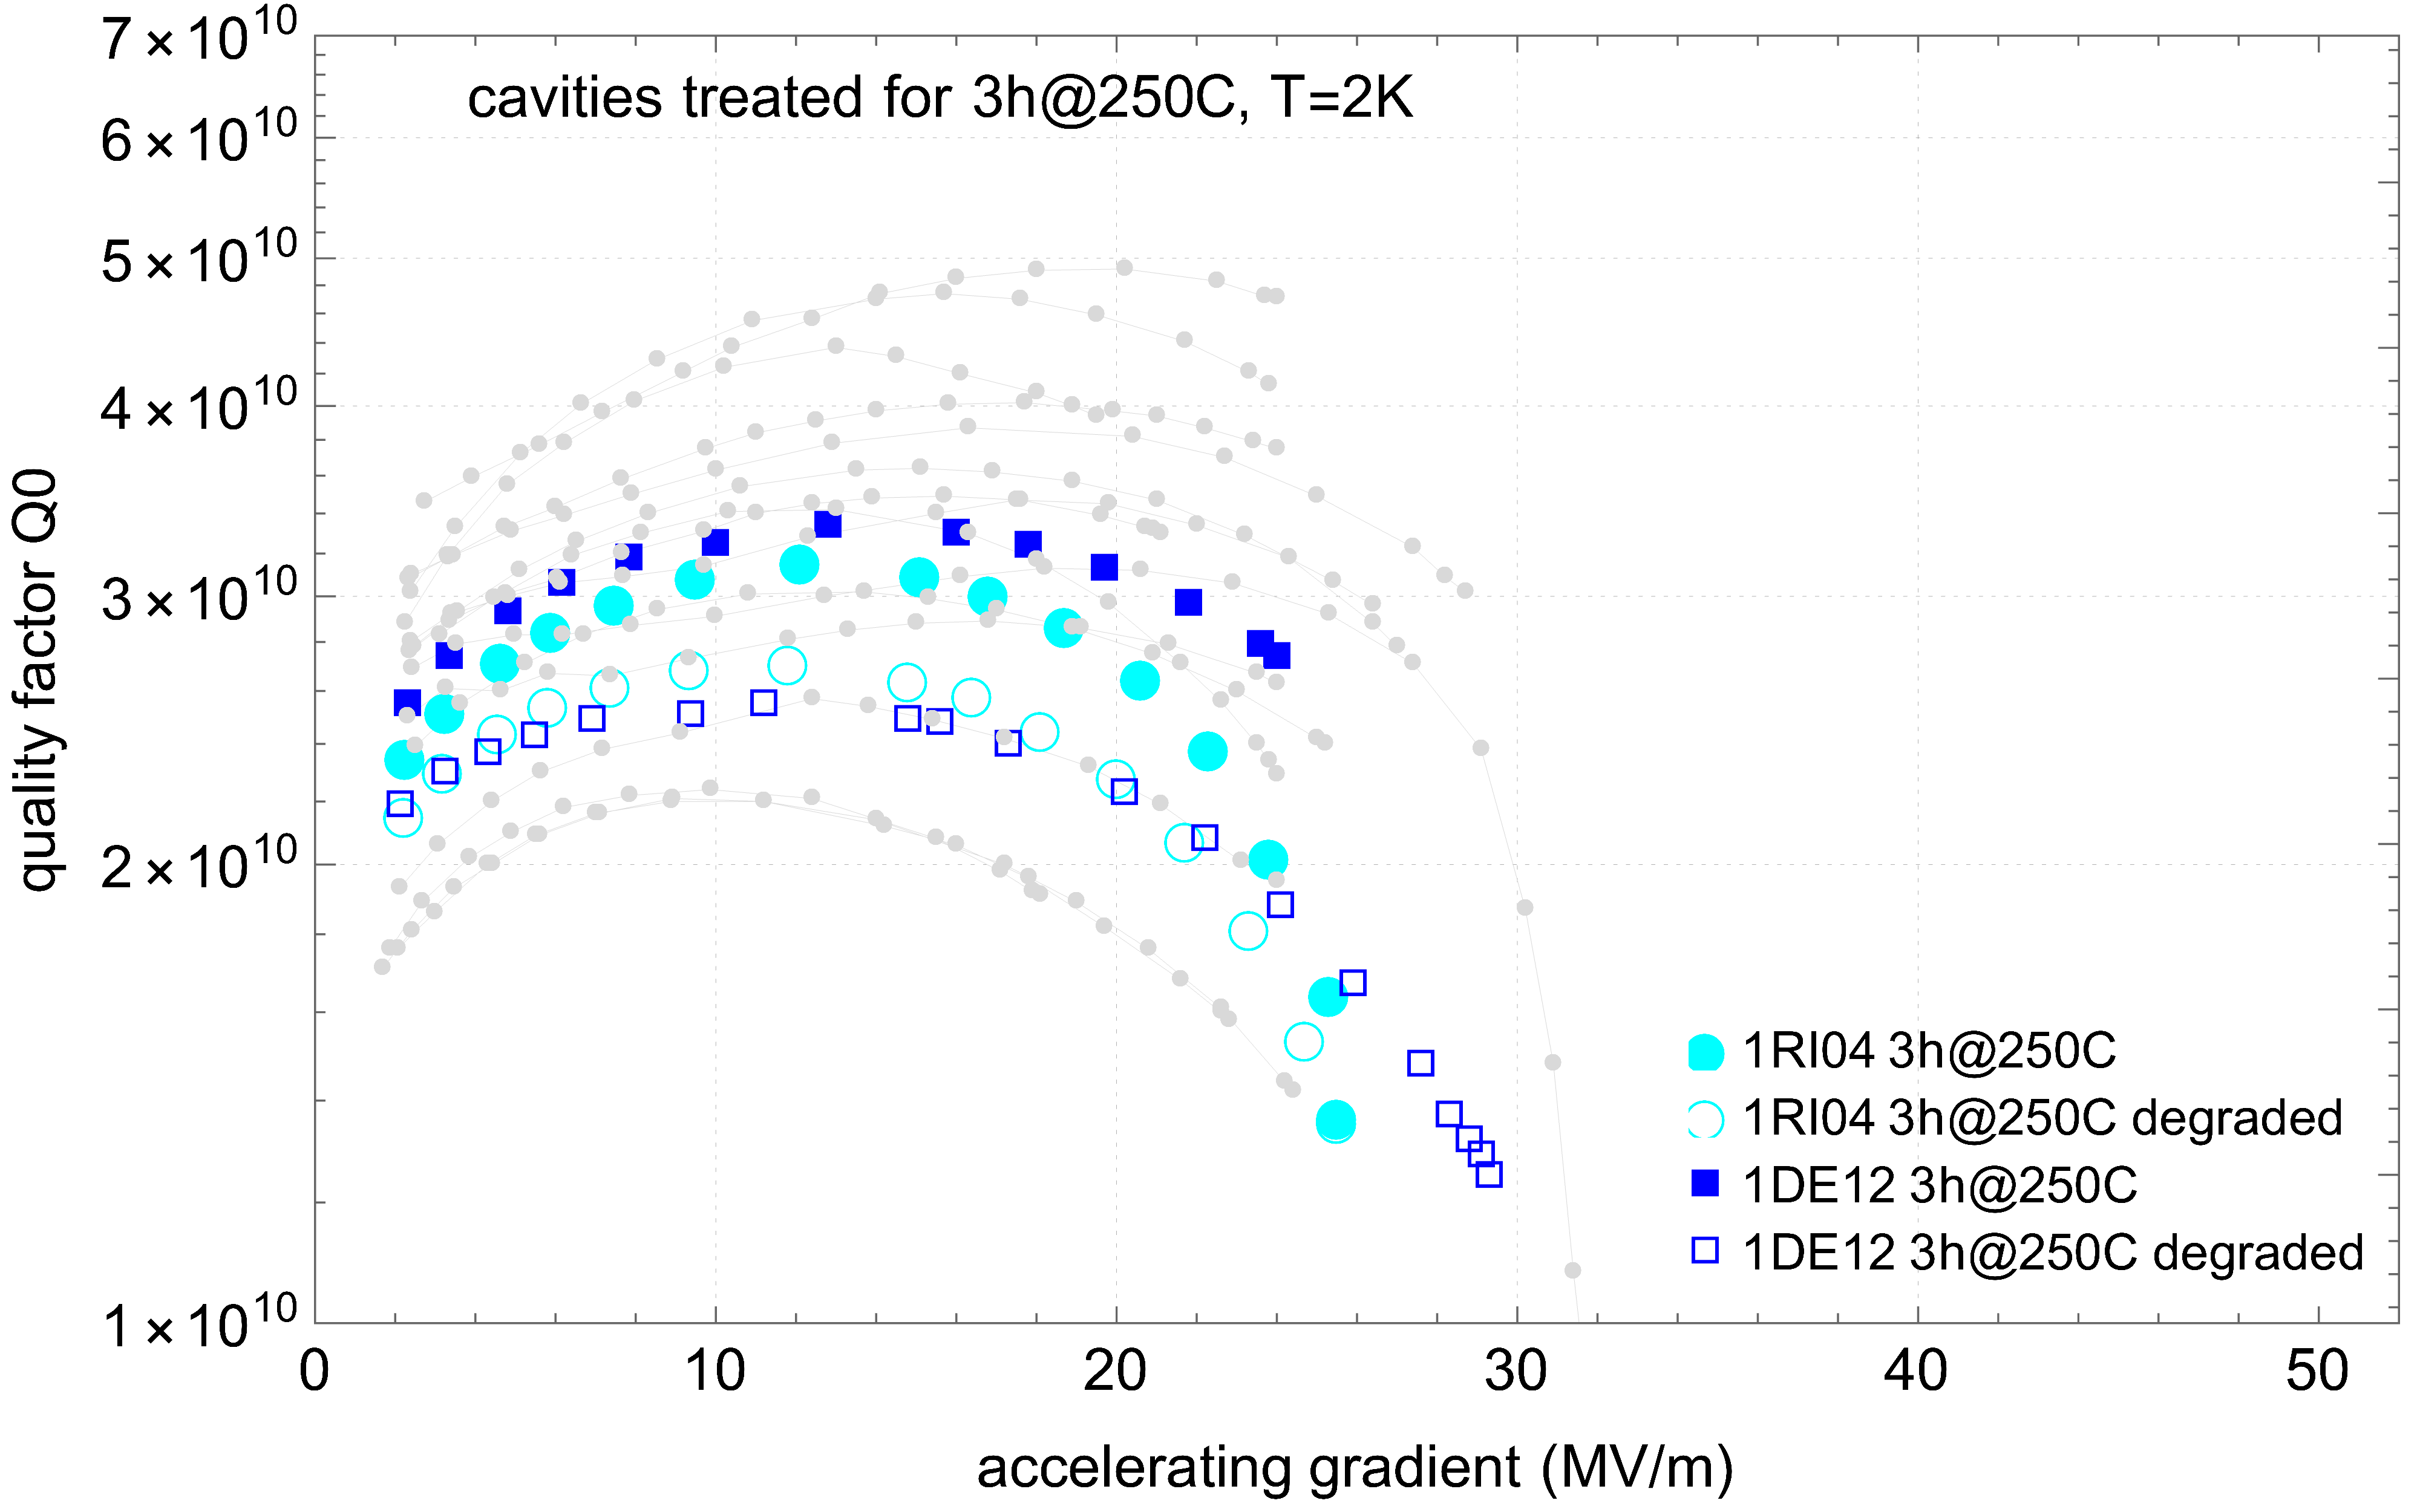 cavities treated for 3h@250C, T=2K
quality factor Q0
7×10^10
6×10^10
5×10^10
4×10^10
3×10^10
2×10^10
1×10^10
1RI04 3h@250C
1RI04 3h@250C degraded
1DE12 3h@250C
1DE12 3h@250C degraded
0 10 20 30 40 50
accelerating gradient (MV/m)